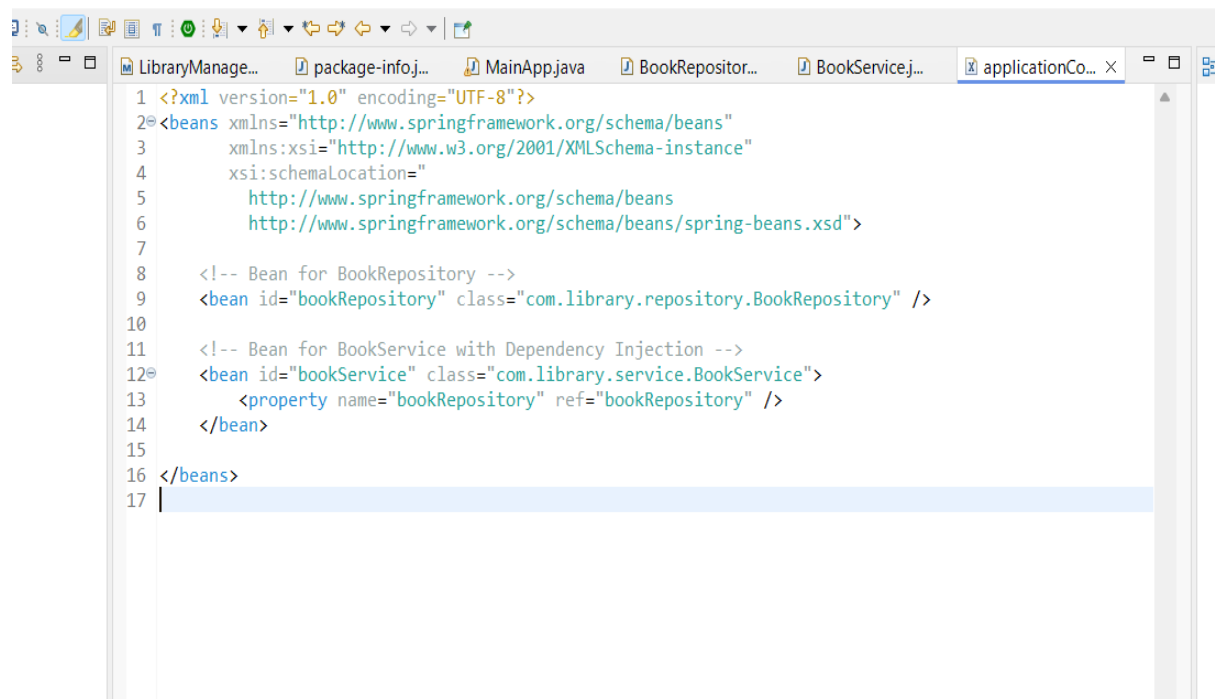 LibraryManage... package-info.j... MainApp.java BookRepositor... BookService.j... applicationCo...
1 <?xml version="1.0" encoding="UTF-8"?>
2 <beans xmlns="http://www.springframework.org/schema/beans"
3 xmlns:xsi="http://www.w3.org/2001/XMLSchema-instance"
4 xsi:schemaLocation="
5 http://www.springframework.org/schema/beans
6 http://www.springframework.org/schema/beans/spring-beans.xsd">
7
8 <!-- Bean for BookRepository -->
9 <bean id="bookRepository" class="com.library.repository.BookRepository" />
10
11 <!-- Bean for BookService with Dependency Injection -->
12 <bean id="bookService" class="com.library.service.BookService">
13 <property name="bookRepository" ref="bookRepository" />
14 </bean>
15
16 </beans>
17